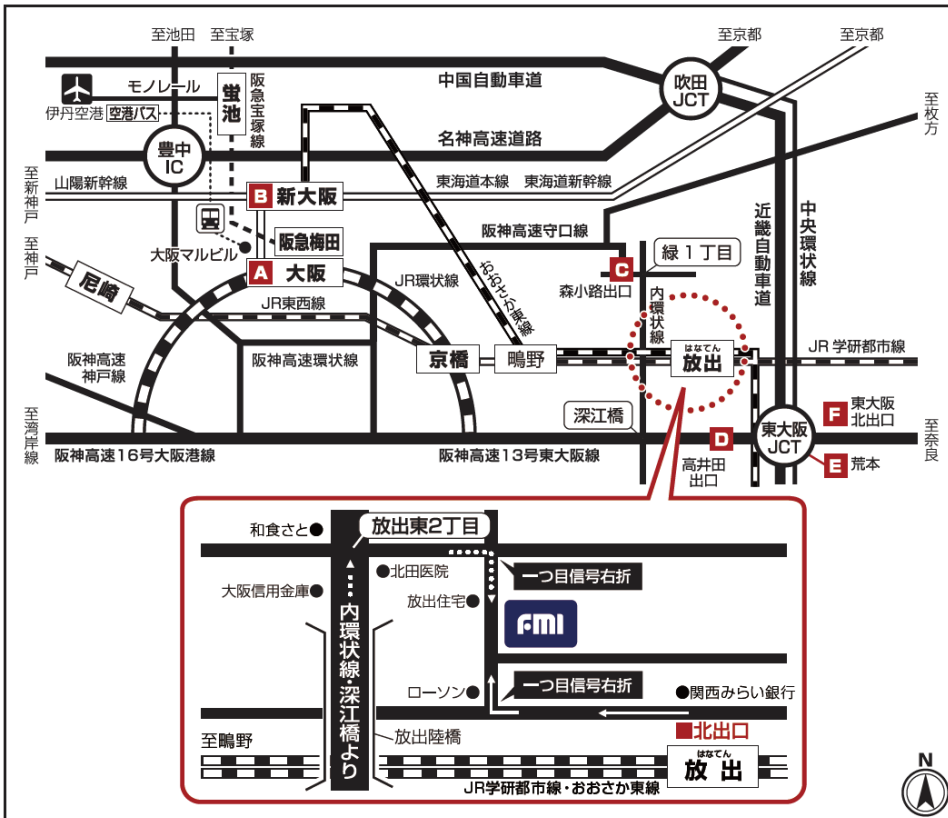 至池田
至宝塚
至京都
至京都
中国自動車道
吹田
JCT
モノレール
阪急宝塚線
蛍池
伊丹空港
空港バス
至枚方
名神高速道路
豊中
IC
至新神戸
山陽新幹線
B
新大阪
東海道本線
東海道新幹線
近畿自動車道
中央環状線
大阪マルビル
阪急梅田
阪神高速守口線
緑1丁目
至神戸
A
大阪
JR環状線
おおさか東線
C
森小路出口
内環状線
尼崎
JR東西線
はなてん
放出
JR学研都市線
阪神高速
神戸線
阪神高速環状線
京橋
鴫野
深江橋
F
東大阪
北出口
至湾岸線
阪神高速16号大阪港線
阪神高速13号東大阪線
D
高井田
出口
東大阪
JCT
E
荒本
至奈良
和食さと
放出東2丁目
大阪信用金庫
北田医院
一つ目信号右折
放出住宅
FMI
内環状線・深江橋より
ローソン
一つ目信号右折
関西みらい銀行
北出口
至鴫野
放出陸橋
はなてん
放出
JR学研都市線・おおさか東線
N